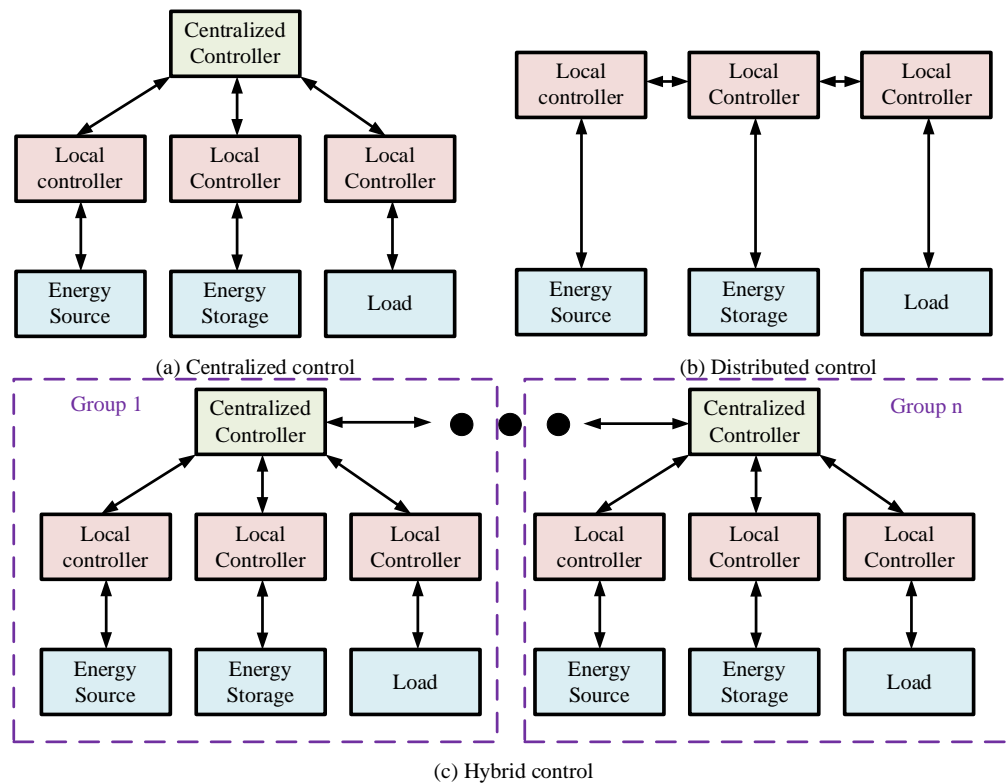 Centralized
Controller
Local
controller
Local
Controller
Local
Controller
Energy
Source
Energy
Storage
Load
(a) Centralized control
Local
controller
Local
Controller
Local
Controller
Energy
Source
Energy
Storage
Load
(b) Distributed control
Group 1
Centralized
Controller
Local
controller
Local
Controller
Local
Controller
Energy
Source
Energy
Storage
Load
Group n
Centralized
Controller
Local
controller
Local
Controller
Local
Controller
Energy
Source
Energy
Storage
Load
(c) Hybrid control